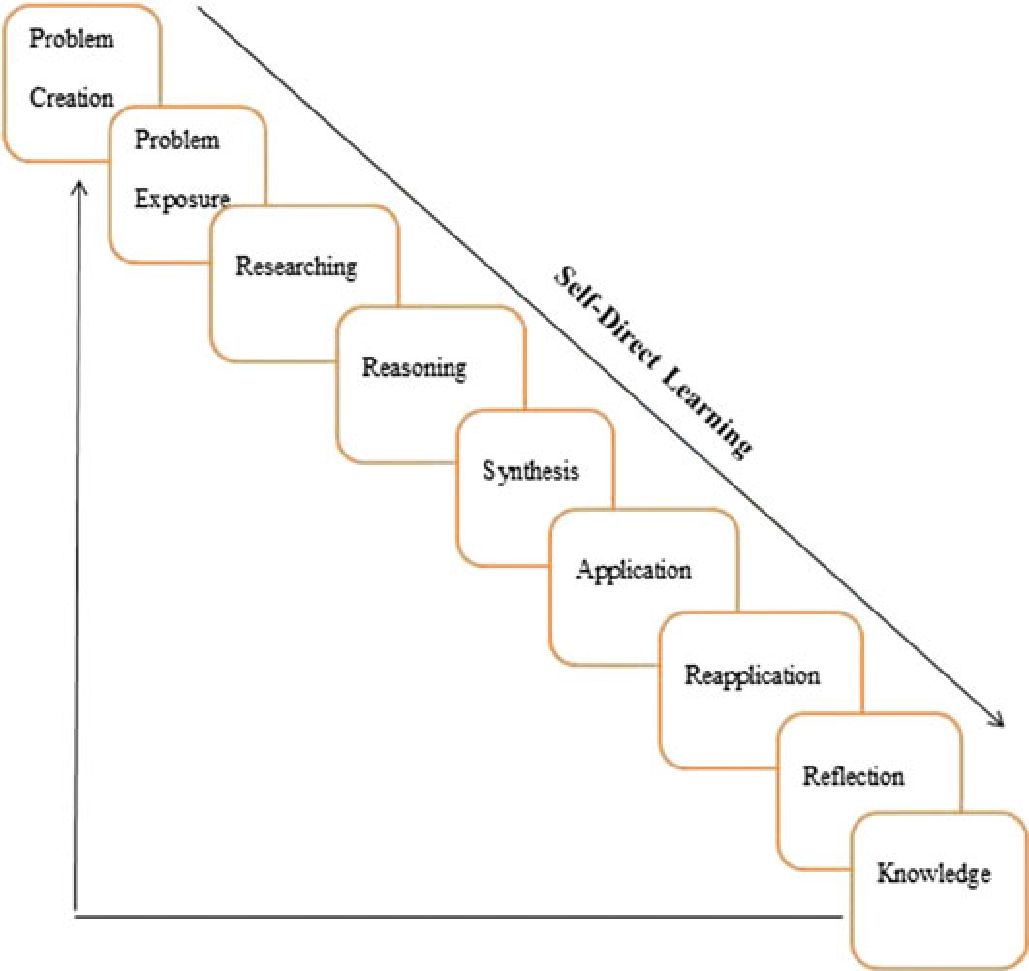 Problem
Creation
Problem
Exposure
Researching
Self-Direct Learning
Reasoning
Synthesis
Application
Reapplication
Reflection
Knowledge